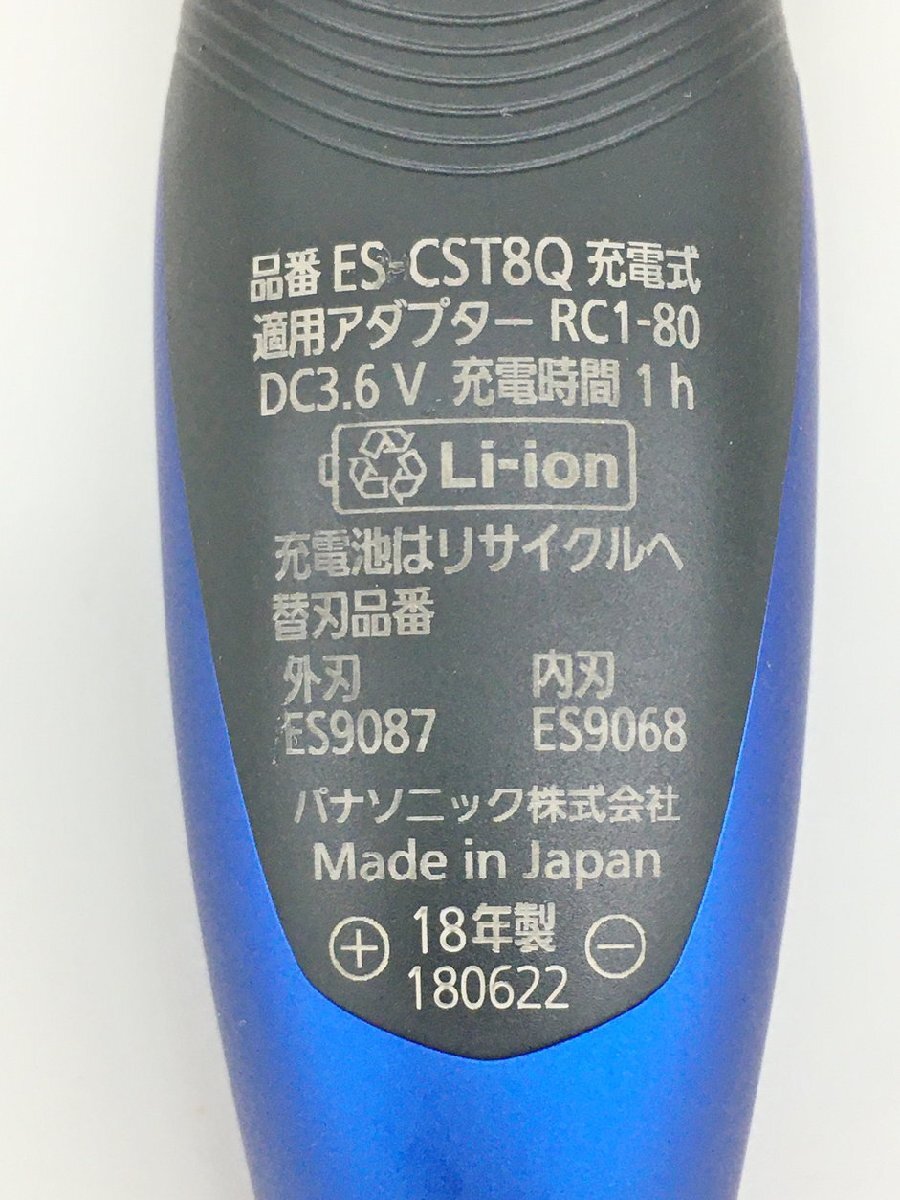 品番 ES-CST8Q 充電式
適用アダプター RC1-80
DC3.6 V 充電時間 1 h
Li-ion
充電池はリサイクルへ
替刃品番
外刃 内刃
ES9087 ES9068
パナソニック株式会社
Made in Japan
⊕ 18年製 ⊖
180622